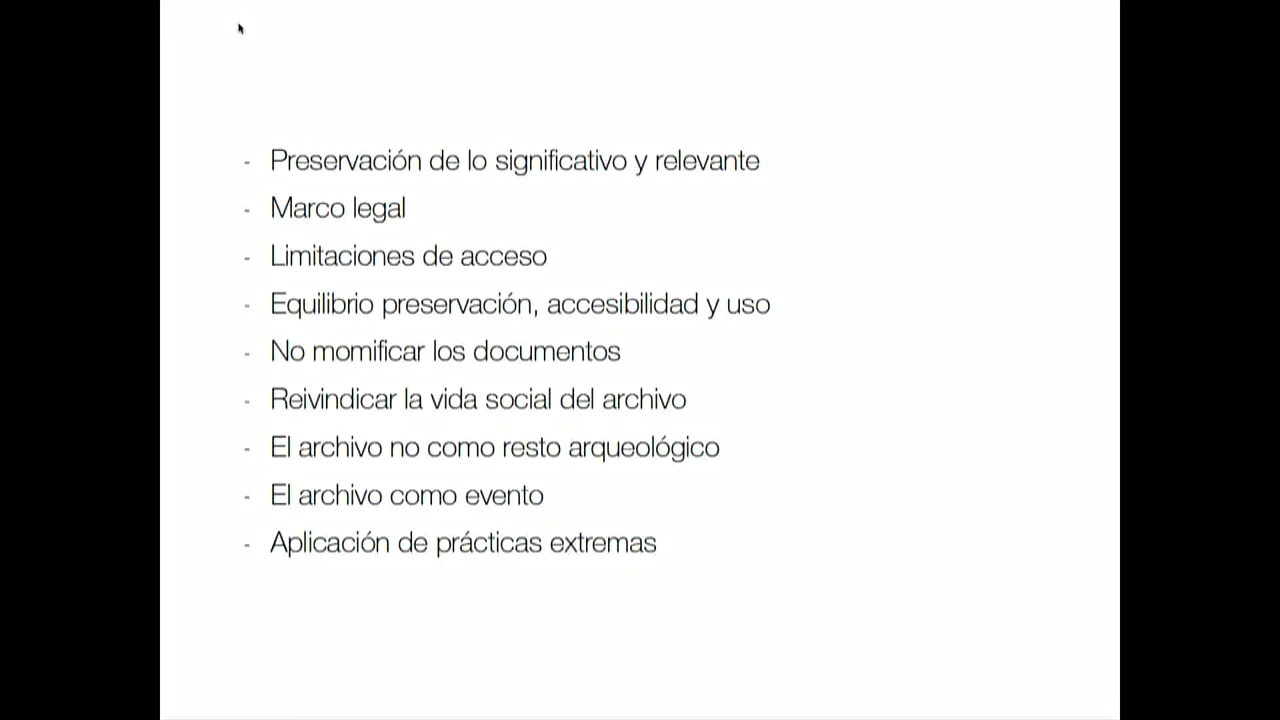 - Preservación de lo significativo y relevante
- Marco legal
- Limitaciones de acceso
- Equilibrio preservación, accesibilidad y uso
- No momificar los documentos
- Reivindicar la vida social del archivo
- El archivo no como resto arqueológico
- El archivo como evento
- Aplicación de prácticas extremas